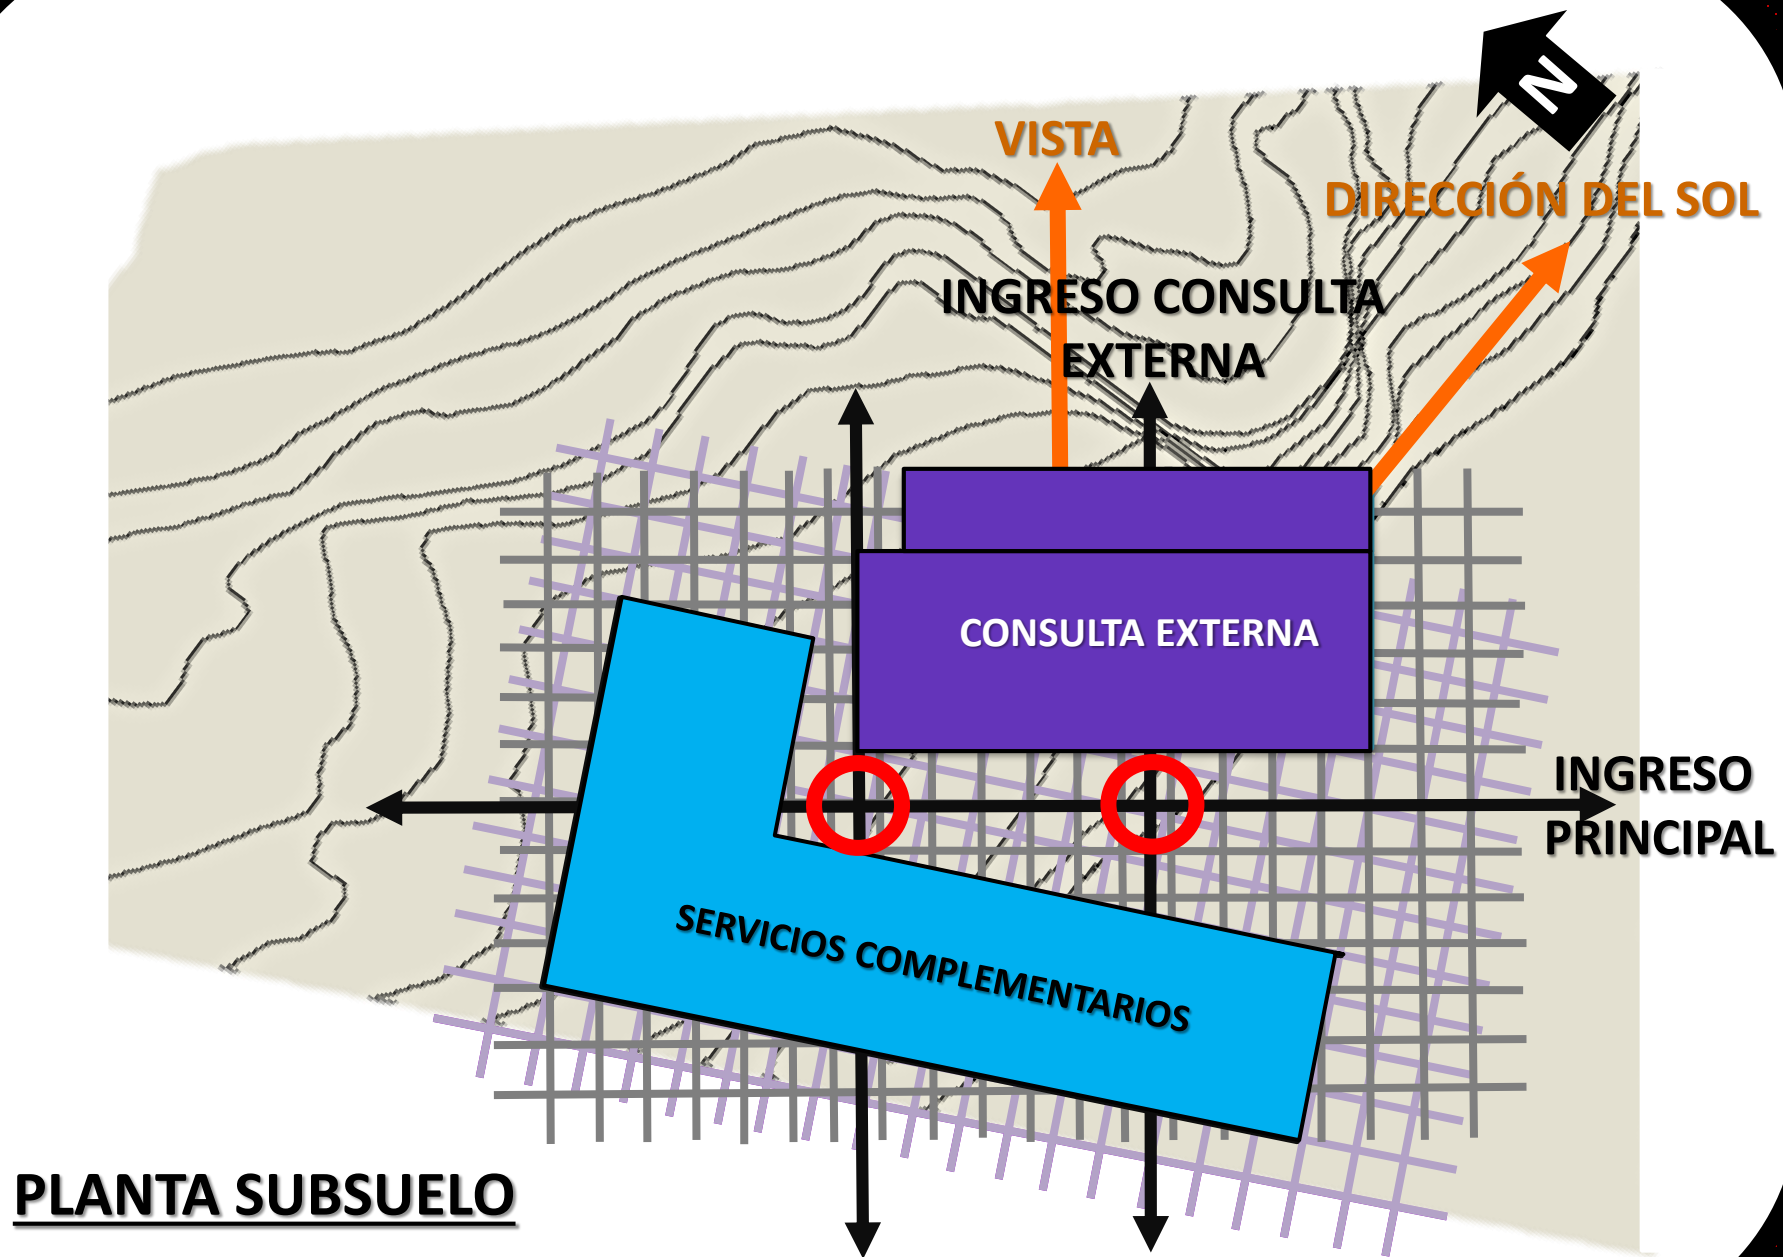 N
VISTA
DIRECCIÓN DEL SOL
INGRESO CONSULTA
EXTERNA
CONSULTA EXTERNA
INGRESO
PRINCIPAL
SERVICIOS COMPLEMENTARIOS
PLANTA SUBSUELO